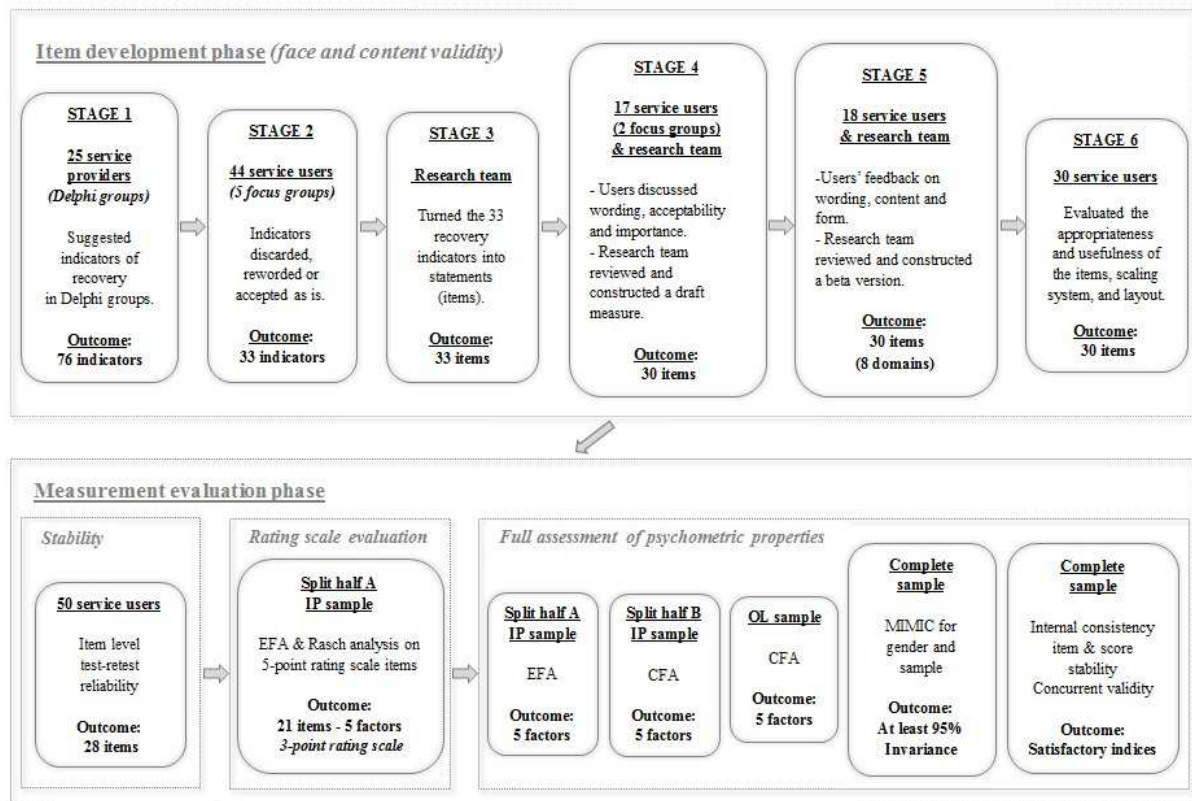 Item development phase (face and content validity)
STAGE 1
25 service
providers
(Delphi groups)
Suggested
indicators of
recovery
in Delphi groups.
Outcome:
76 indicators
STAGE 2
44 service users
(5 focus groups)
Indicators
discarded,
reworded or
accepted as is.
Outcome:
33 indicators
STAGE 3
Research team
Turned the 33
recovery
indicators into
statements
(items).
Outcome:
33 items
STAGE 4
17 service users
(2 focus groups)
& research team
- Users discussed
wording, acceptability
and importance.
- Research team
reviewed and
constructed a draft
measure.
Outcome:
30 items
STAGE 5
18 service users
& research team
-Users' feedback on
wording, content and
form.
- Research team
reviewed and constructed
a beta version.
Outcome:
30 items
(8 domains)
STAGE 6
30 service users
Evaluated the
appropriateness
and usefulness of
the items, scaling
system, and layout.
Outcome:
30 items
Measurement evaluation phase
Stability
50 service users
Item level
test-retest
reliability
Outcome:
28 items
Rating scale evaluation
Split half A
IP sample
EFA & Rasch analysis on
5-point rating scale items
Outcome:
21 items - 5 factors
3-point rating scale
Full assessment of psychometric properties
Split half A
IP sample
EFA
Outcome:
5 factors
Split half B
IP sample
CFA
Outcome:
5 factors
OL sample
CFA
Outcome:
5 factors
Complete
sample
MIMIC for
gender and
sample
Outcome:
At least 95%
Invariance
Complete
sample
Internal consistency
item & score
stability
Concurrent validity
Outcome:
Satisfactory indices